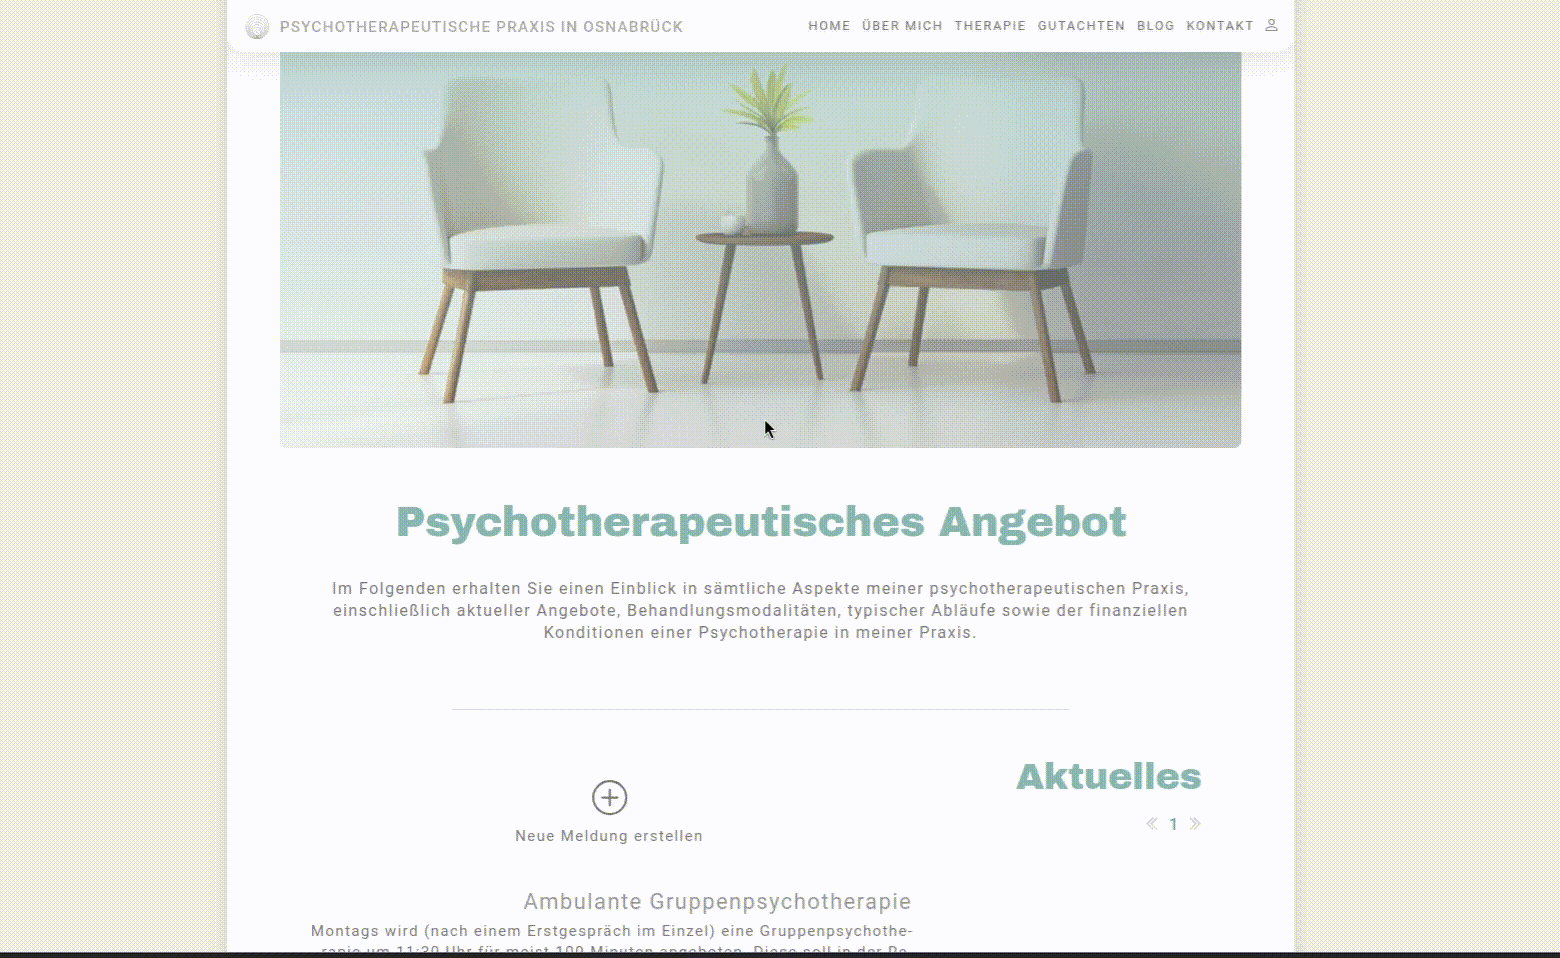 PSYCHOTHERAPEUTISCHE PRAXIS IN OSNABRÜCK
HOME ÜBER MICH THERAPIE GUTACHTEN BLOG KONTAKT
Psychotherapeutisches Angebot
Im Folgenden erhalten Sie einen Einblick in sämtliche Aspekte meiner psychotherapeutischen Praxis,
einschließlich aktueller Angebote, Behandlungsmodalitäten, typischer Abläufe sowie der finanziellen
Konditionen einer Psychotherapie in meiner Praxis.
Aktuelles
« 1 »
Neue Meldung erstellen
Ambulante Gruppenpsychotherapie
Montags wird (nach einem Erstgespräch im Einzel) eine Gruppenpsychothe-
rapie um 11:30 Uhr für meist 100 Minuten angeboten. Diese soll in der Re-